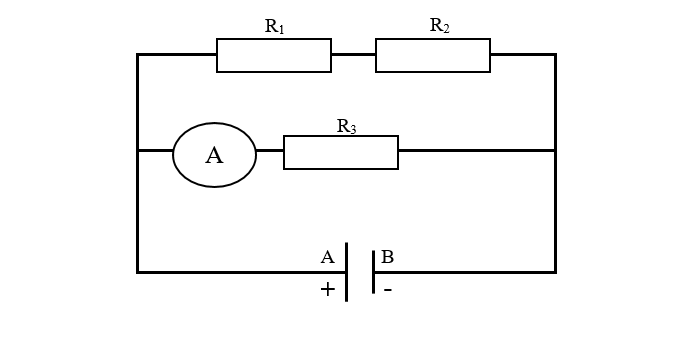 R₁ R₂
R₃
A
A B
+ -